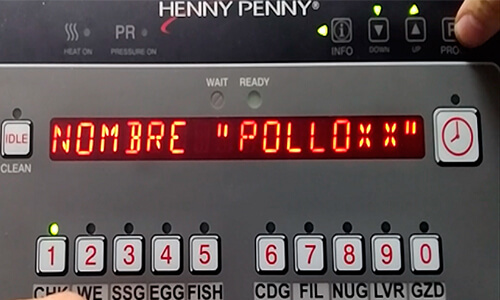 HENNY PENNY®
PR
HEAT ON PRESSURE ON INFO DOWN UP PRO
WAIT READY
IDLE NOMBRE "POLLOxx"
CLEAN
1 2 3 4 5 6 7 8 9 0
CHK WE SSG EGG FISH CDG FIL NUG LVR GZD